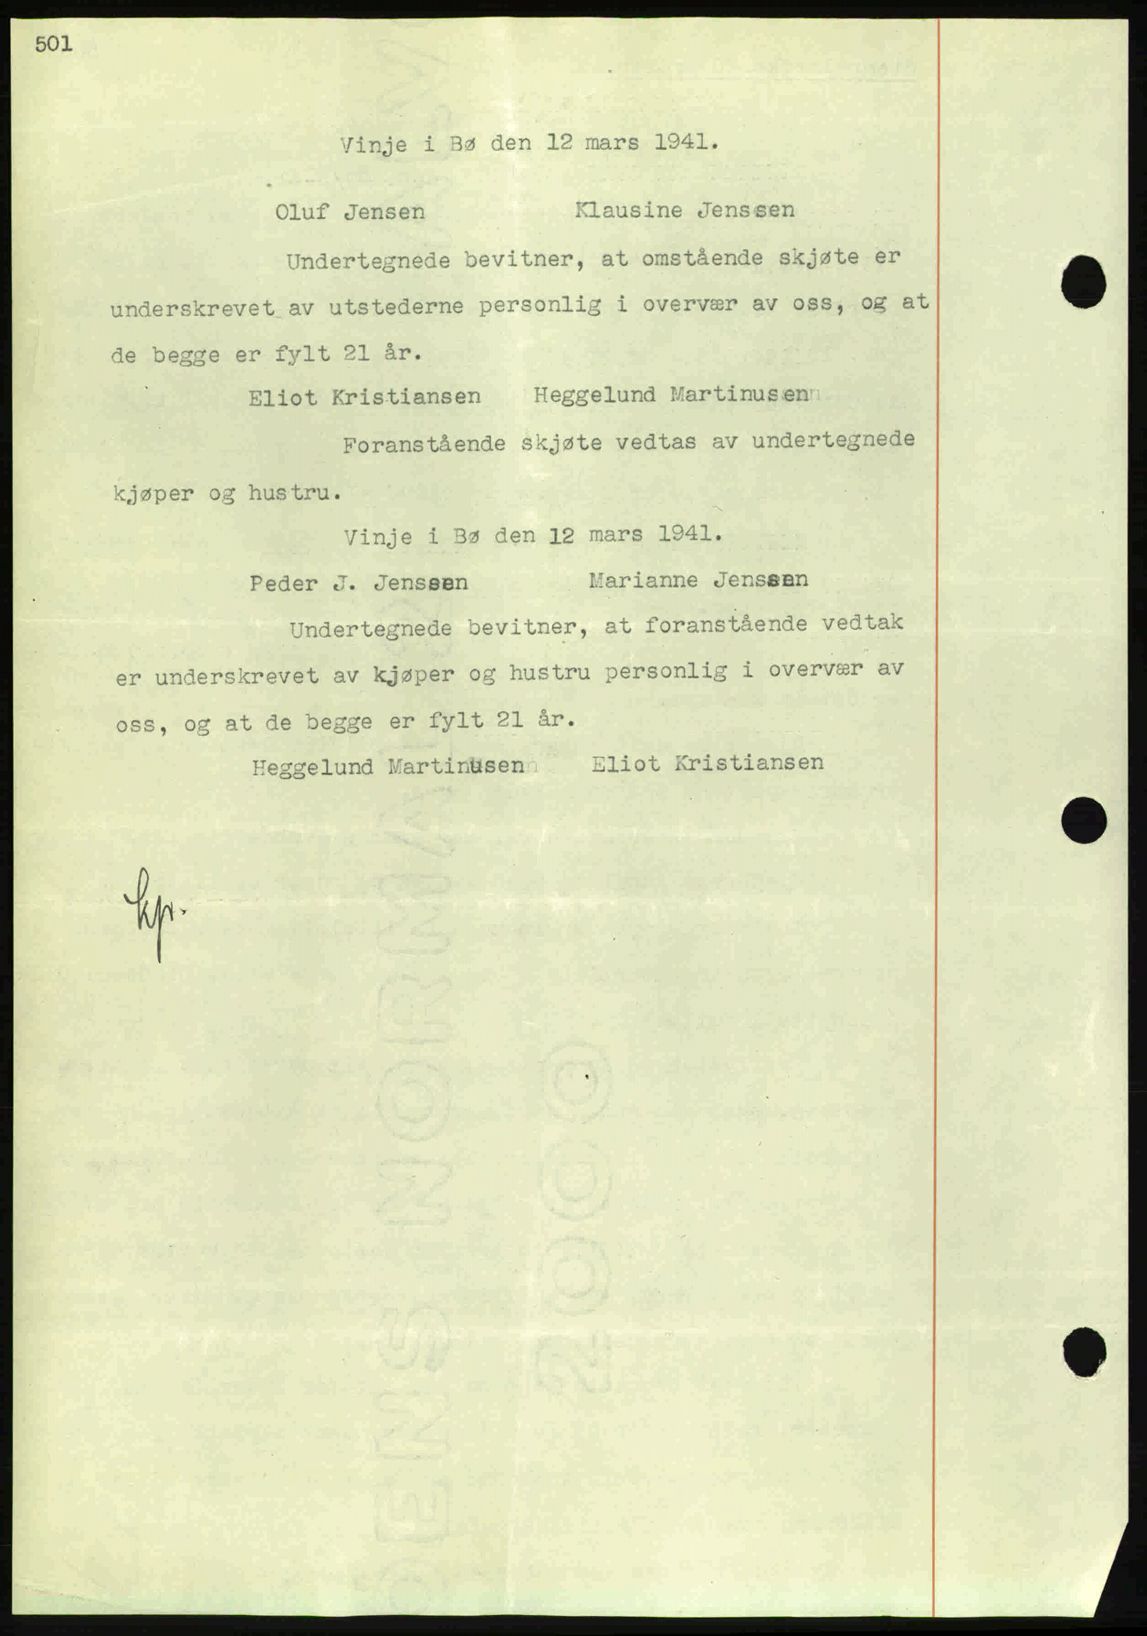 501
Vinje i Bø den 12 mars 1941.
Oluf Jensen Klausine Jenssen
Undertegnede bevitner, at omstående skjøte er
underskrevet av utstederne personlig i overvær av oss, og at
de begge er fylt 21 år.
Eliot Kristiansen Heggelund Martinusen
Foranstående skjøte vedtas av undertegnede
kjøper og hustru.
Vinje i Bø den 12 mars 1941.
Peder J. Jenssen Marianne Jenssen
Undertegnede bevitner, at foranstående vedtak
er underskrevet av kjøper og hustru personlig i overvær av
oss, og at de begge er fylt 21 år.
Heggelund Martinusen Eliot Kristiansen
kp.